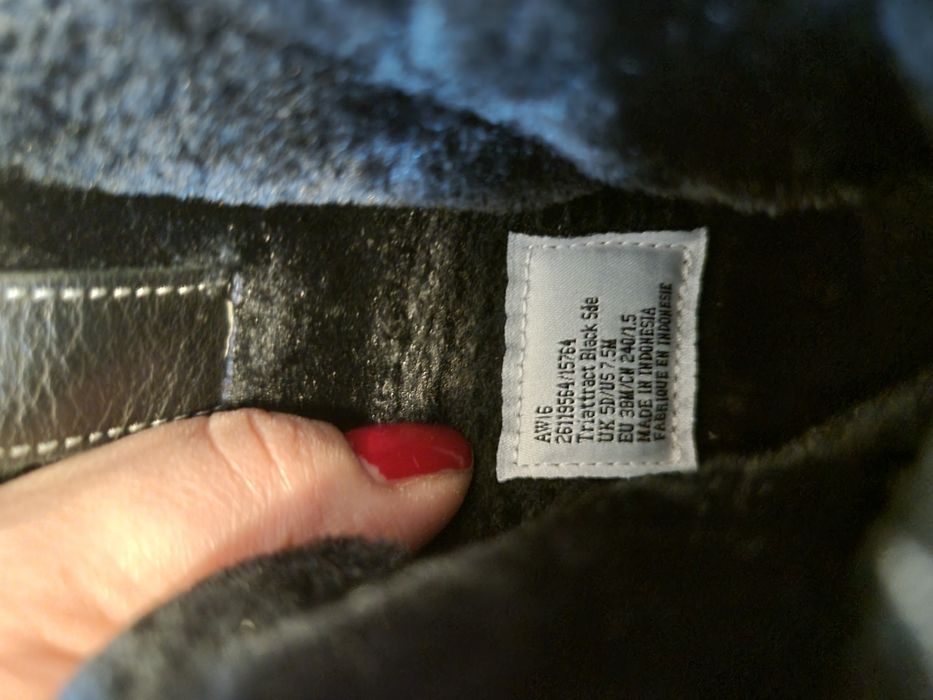 AW16
26119564/15764
Triattract Black Sde
UK 5D/US 7.5M
EU 38M/CN 240/1.5
MADE IN INDONESIA
FABRIQUE EN INDONESIE